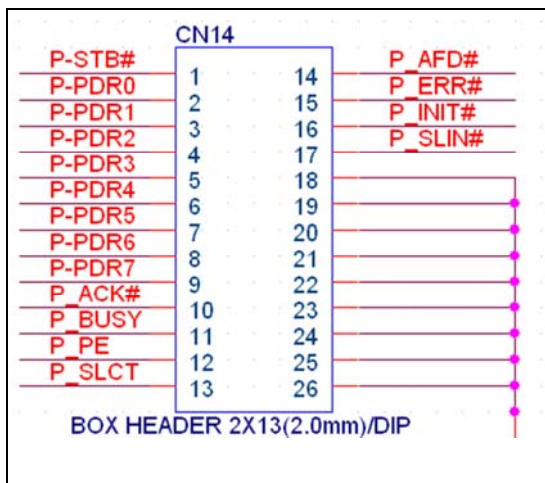 CN14
P-STB# 1 14 P_AFD#
P-PDR0 2 15 P_ERR#
P-PDR1 3 16 P_INIT#
P-PDR2 4 17 P_SLIN#
P-PDR3 5 18
P-PDR4 6 19
P-PDR5 7 20
P-PDR6 8 21
P-PDR7 9 22
P_ACK# 10 23
P_BUSY 11 24
P_PE 12 25
P_SLCT 13 26
BOX HEADER 2X13(2.0mm)/DIP